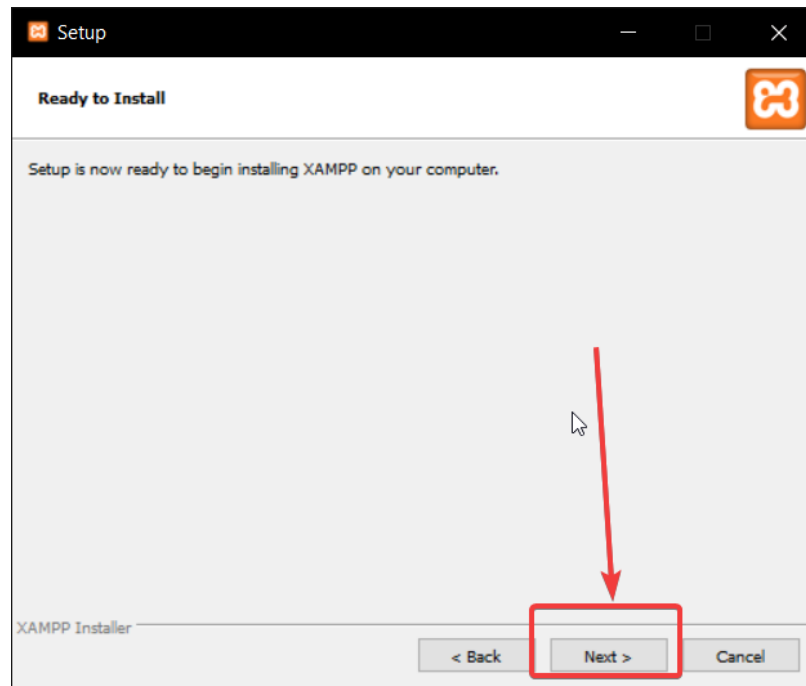 Setup
Ready to Install
Setup is now ready to begin installing XAMPP on your computer.
XAMPP Installer
< Back Next > Cancel